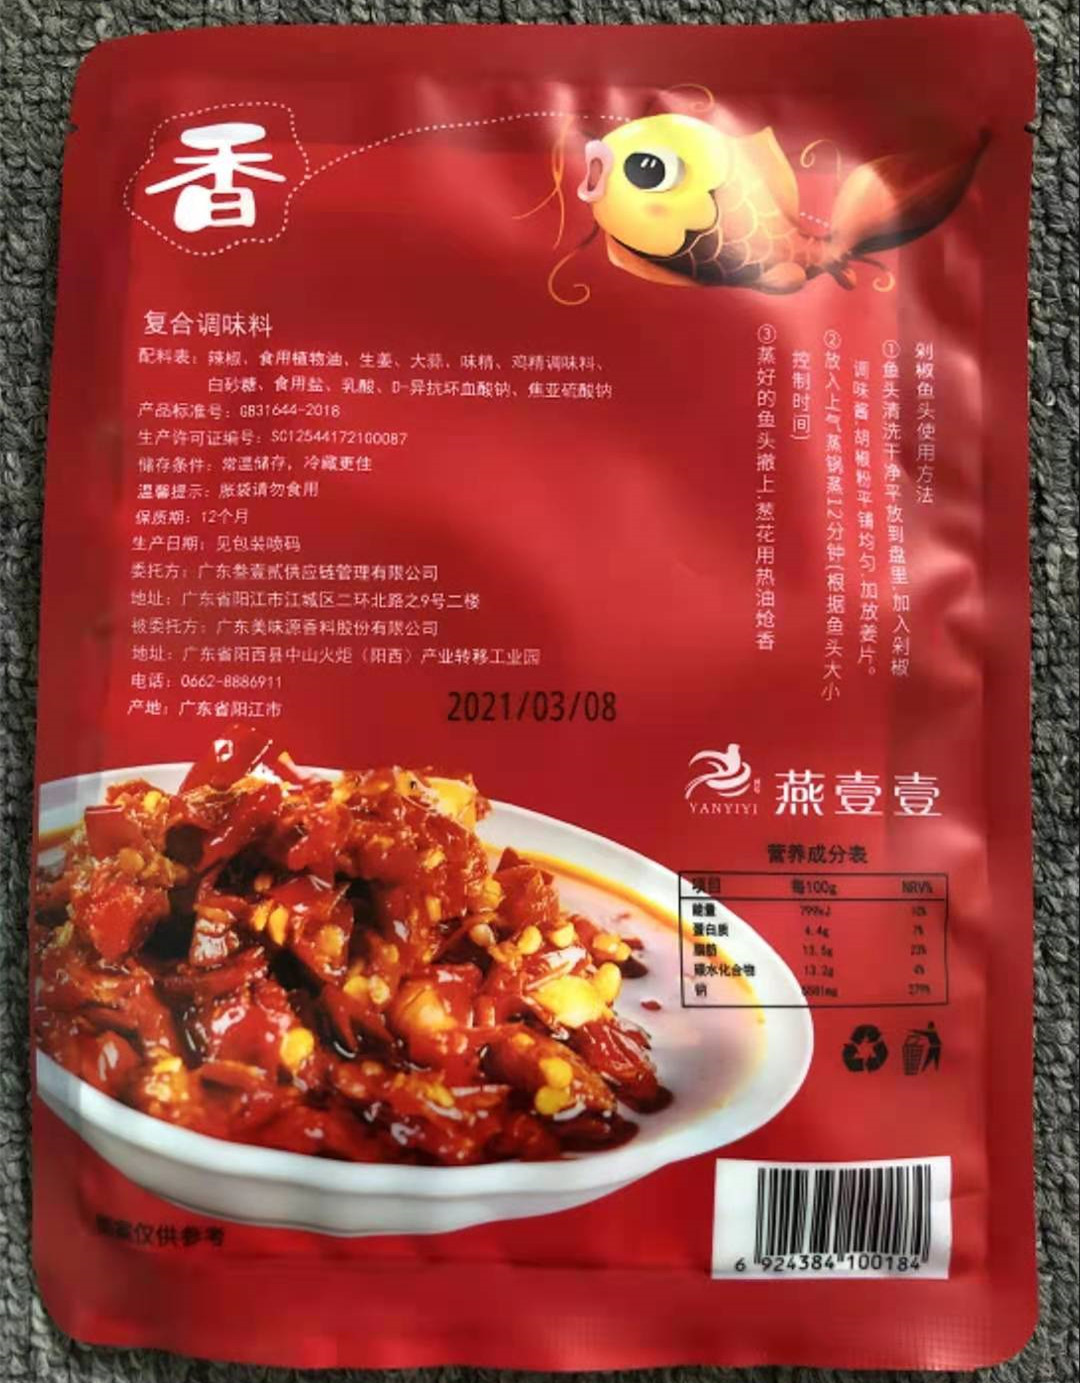 香
复合调味料
配料表：辣椒、食用植物油、生姜、大蒜、味精、鸡精调味料、
白砂糖、食用盐、乳酸、D-异抗坏血酸钠、焦亚硫酸钠
产品标准号：GB31644-2018
生产许可证编号：SC12544172100087
储存条件：常温储存，冷藏更佳
温馨提示：胀袋请勿食用
保质期：12个月
生产日期：见包装喷码
委托方：广东叁壹贰供应链管理有限公司
地址：广东省阳江市江城区二环北路之9号二楼
被委托方：广东美味源香料股份有限公司
地址：广东省阳西县中山火炬（阳西）产业转移工业园
电话：0662-8886911
产地：广东省阳江市
2021/03/08
剁椒鱼头使用方法
①鱼头清洗干净平放到盘里,加入剁椒
调味酱,胡椒粉平铺均匀,加放姜片。
②放入上气蒸锅蒸12分钟(根据鱼头大小
控制时间)
③蒸好的鱼头撒上,葱花用热油炝香
YANYIYI
燕壹壹
营养成分表
项目 每100g NRV%
能量
蛋白质 4.4g 7%
脂肪 13.5g 23%
碳水化合物 13.2g 4%
钠
仅供参考
6 924384 100184